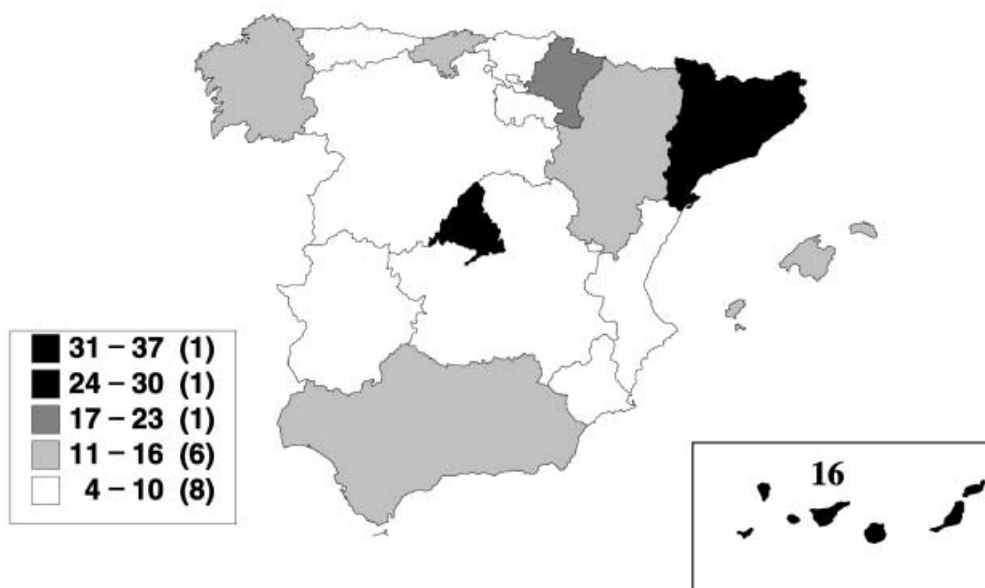 31 – 37 (1)
24 – 30 (1)
17 – 23 (1)
11 – 16 (6)
4 – 10 (8)
16